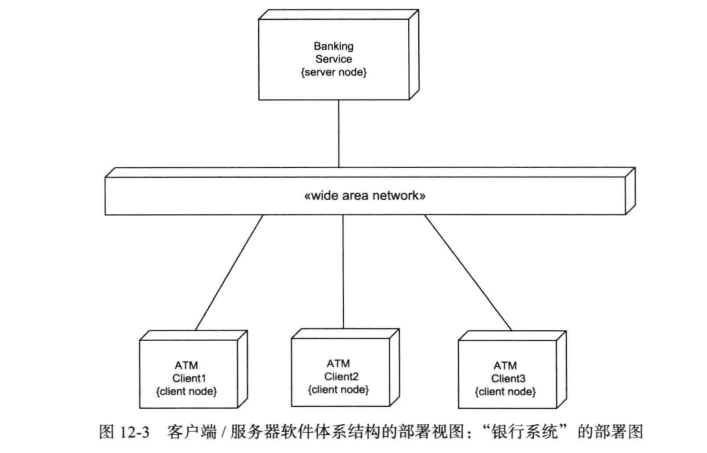 Banking
Service
{server node}
«wide area network»
ATM
Client1
{client node}
ATM
Client2
{client node}
ATM
Client3
{client node}
图 12-3 客户端 / 服务器软件体系结构的部署视图：“银行系统”的部署图